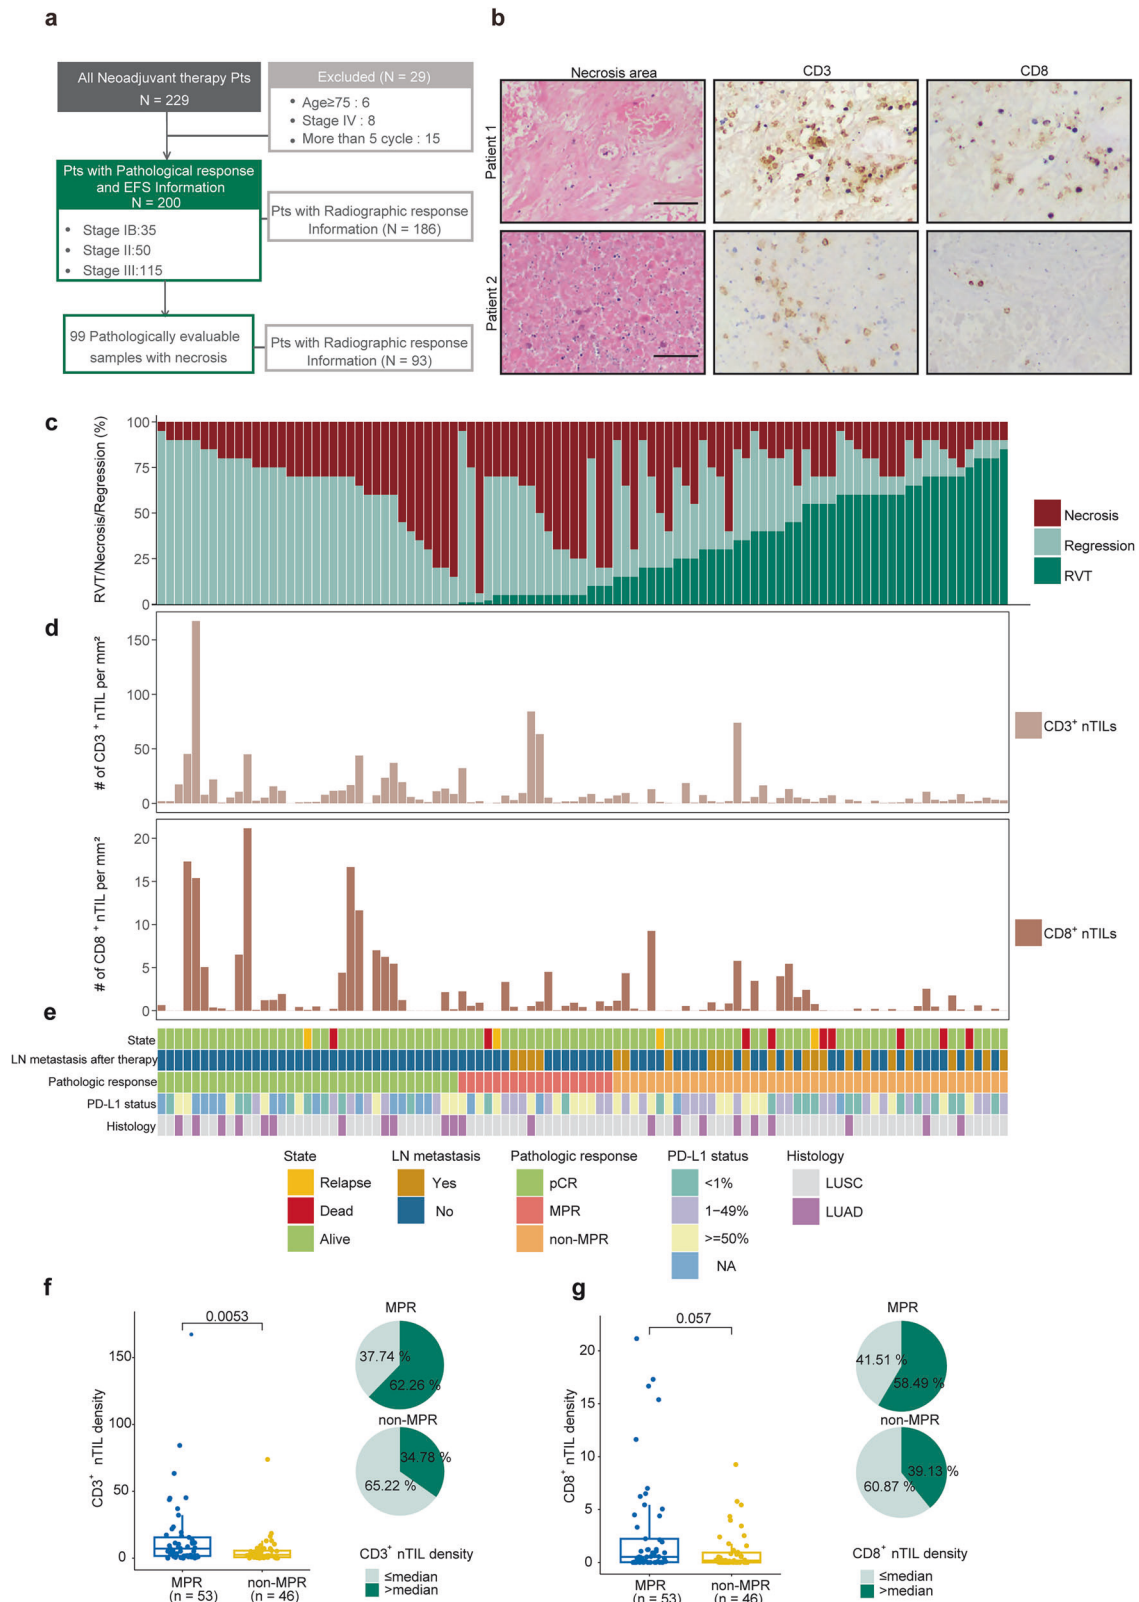 a
All Neoadjuvant therapy Pts
N = 229
Excluded (N = 29)
• Age≥75 : 6
• Stage IV : 8
• More than 5 cycle : 15
Pts with Pathological response
and EFS Information
N = 200
• Stage IB:35
• Stage II:50
• Stage III:115
Pts with Radiographic response
Information (N = 186)
99 Pathologically evaluable
samples with necrosis
Pts with Radiographic response
Information (N = 93)
b
Necrosis area
CD3
CD8
Patient 1
Patient 2
c
RVT/Necrosis/Regression (%)
100
75
50
25
0
Necrosis
Regression
RVT
d
# of CD3⁺ nTIL per mm²
150
100
50
0
CD3⁺ nTILs
# of CD8⁺ nTIL per mm²
20
15
10
5
0
CD8⁺ nTILs
e
State
LN metastasis after therapy
Pathologic response
PD-L1 status
Histology
State
Relapse
Dead
Alive
LN metastasis
Yes
No
Pathologic response
pCR
MPR
non-MPR
PD-L1 status
<1%
1−49%
>=50%
NA
Histology
LUSC
LUAD
f
0.0053
CD3⁺ nTIL density
150
100
50
0
MPR
(n = 53)
non-MPR
(n = 46)
MPR
37.74 %
62.26 %
non-MPR
34.78 %
65.22 %
CD3⁺ nTIL density
≤median
>median
g
0.057
CD8⁺ nTIL density
20
15
10
5
0
MPR
(n = 53)
non-MPR
(n = 46)
MPR
41.51 %
58.49 %
non-MPR
39.13 %
60.87 %
CD8⁺ nTIL density
≤median
>median